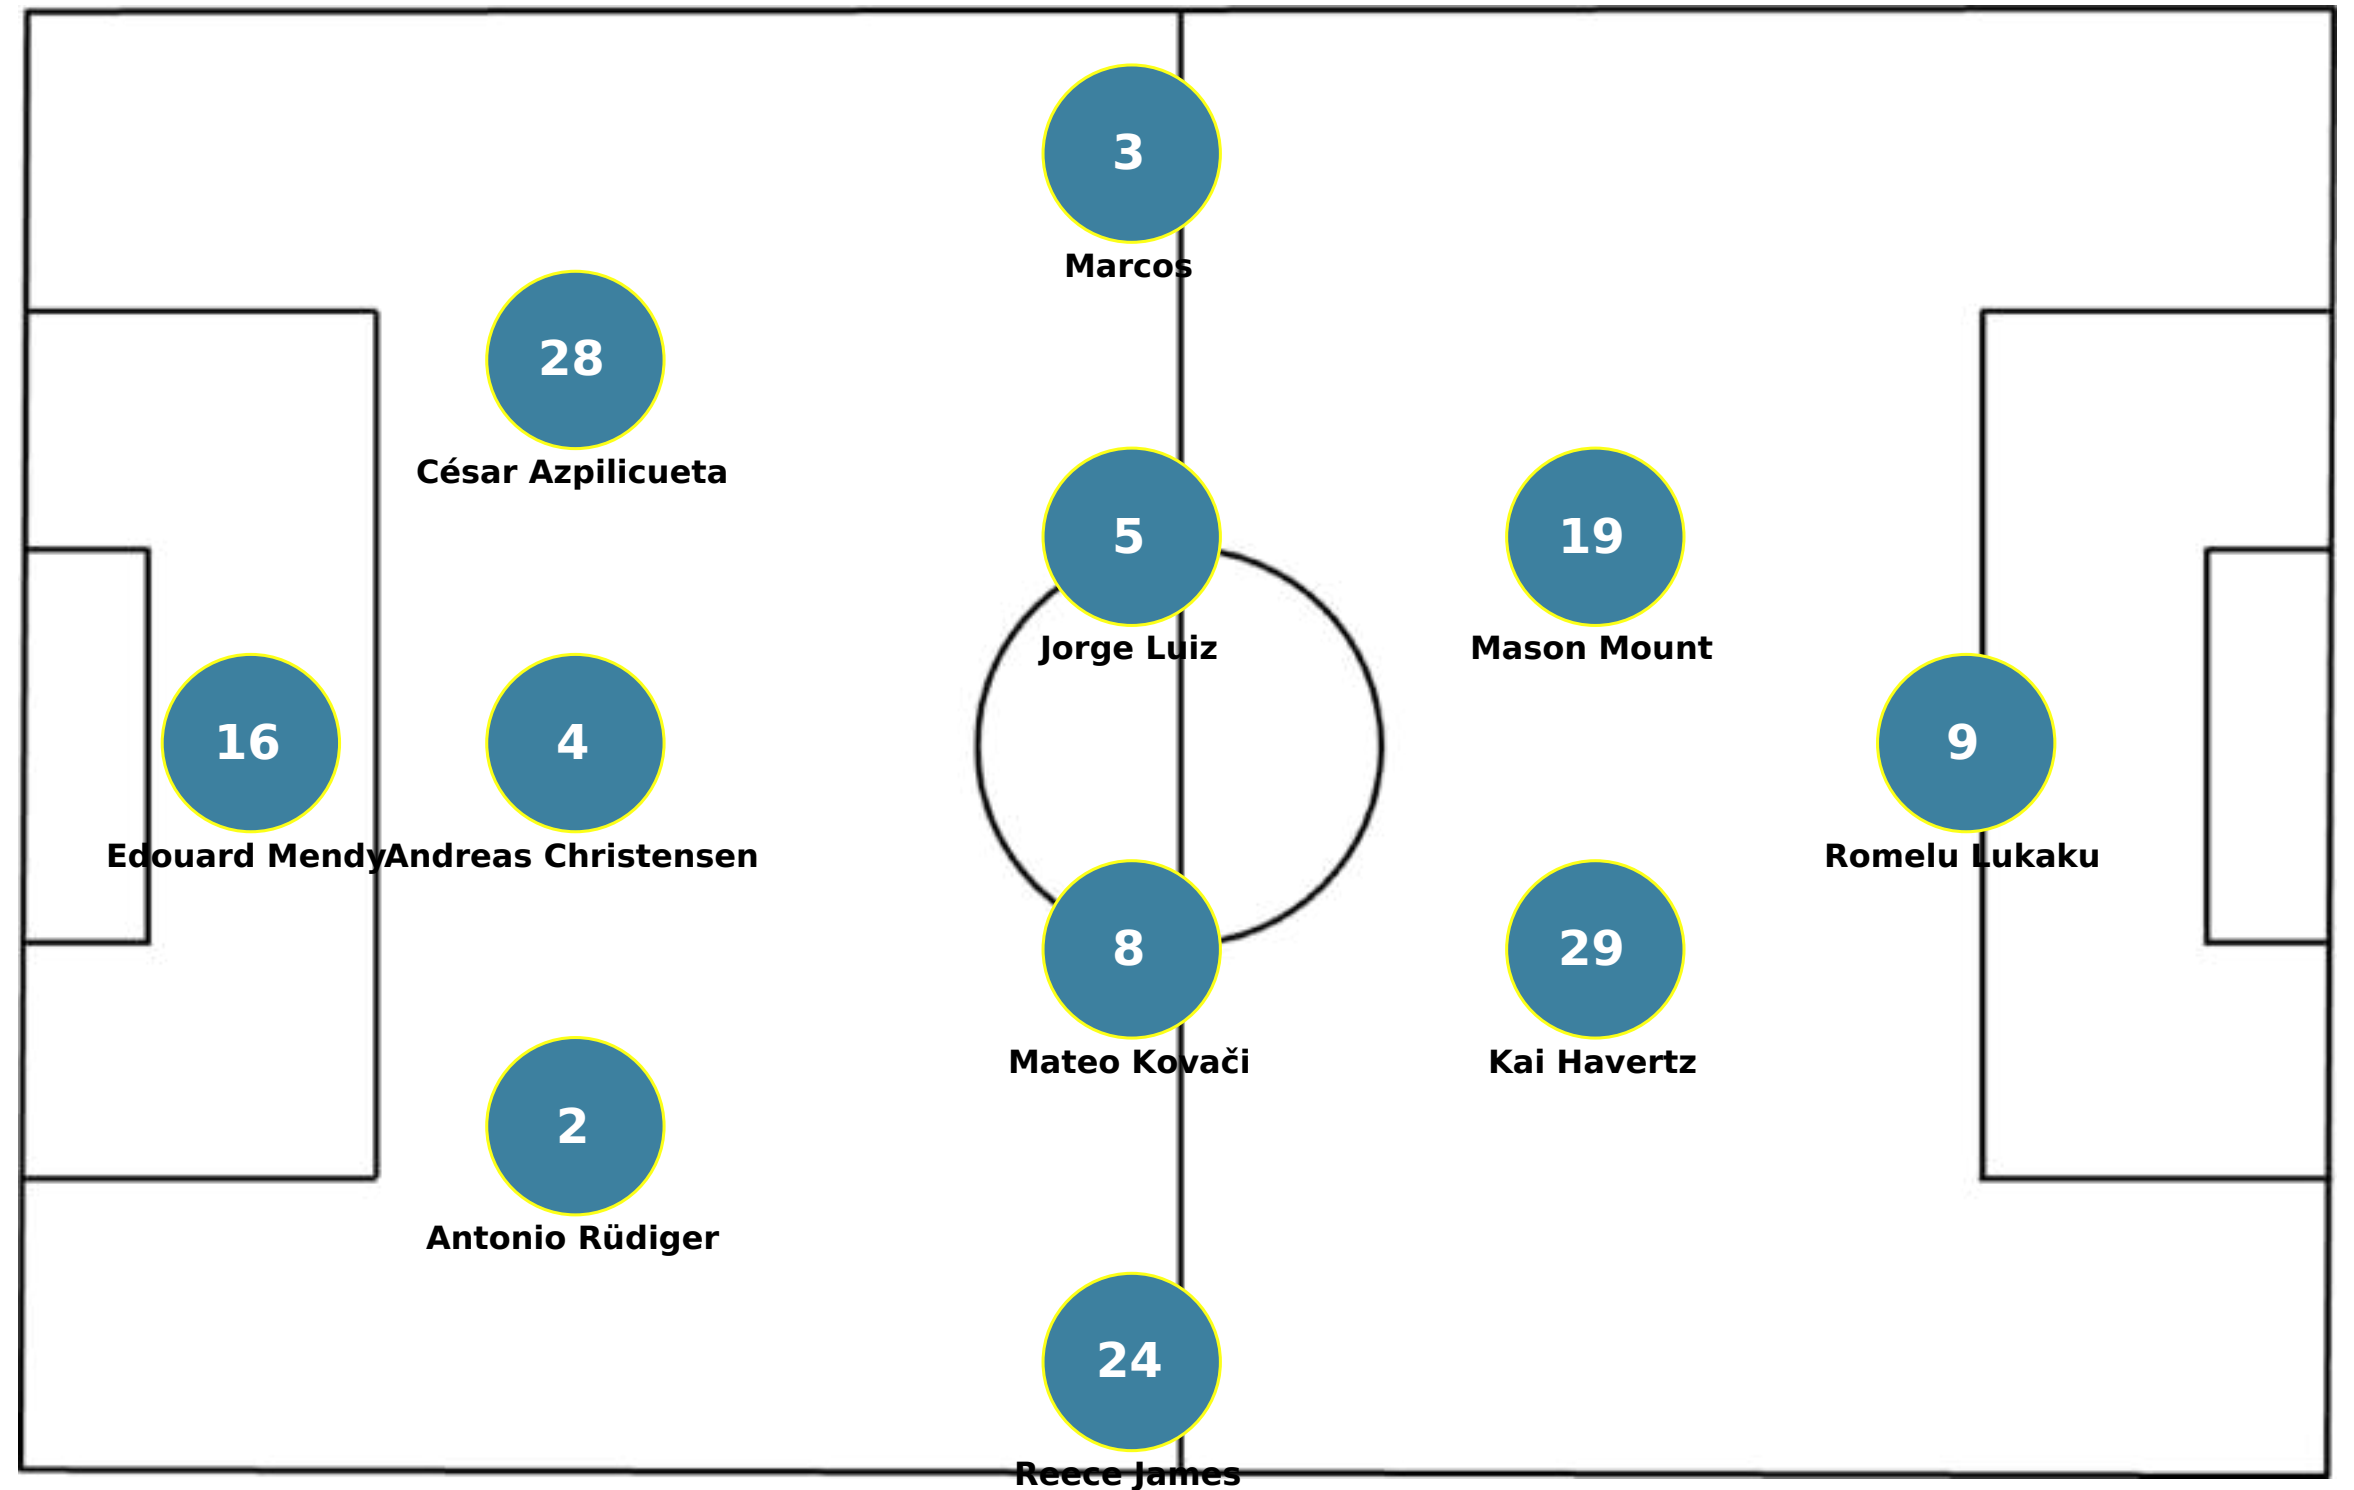 3
Marcos
28
César Azpilicueta
5
Jorge Luiz
19
Mason Mount
16
Edouard Mendy
4
Andreas Christensen
9
Romelu Lukaku
8
Mateo Kovači
29
Kai Havertz
2
Antonio Rüdiger
24
Reece James